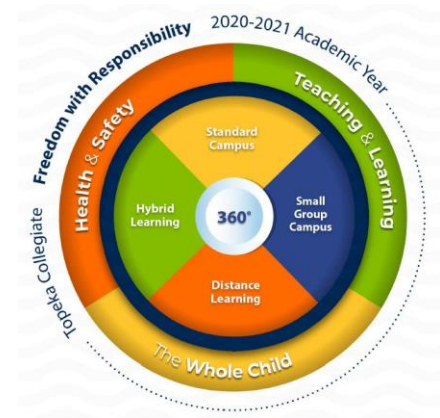 Topeka Collegiate
Freedom with Responsibility
2020-2021 Academic Year
Health & Safety
Teaching & Learning
The Whole Child
Standard
Campus
Hybrid
Learning
360°
Small
Group
Campus
Distance
Learning